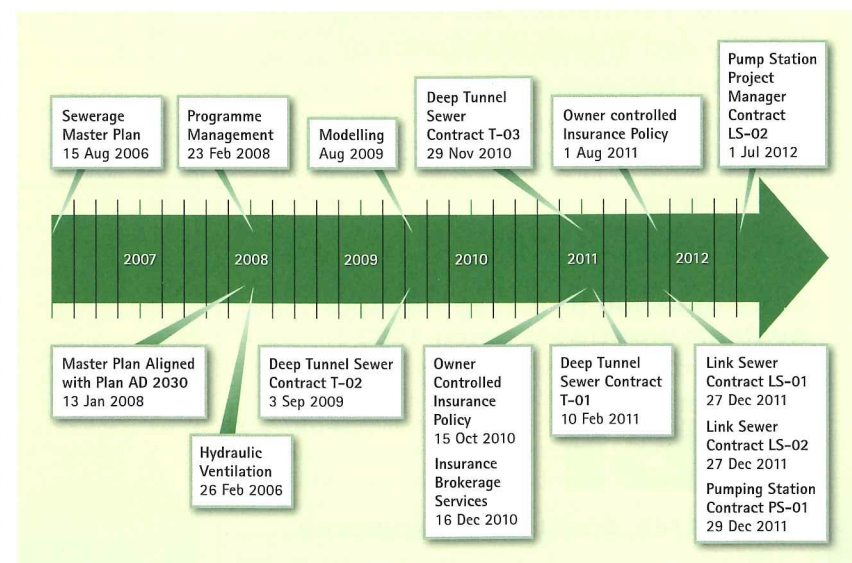 Sewerage
Master Plan
15 Aug 2006
Programme
Management
23 Feb 2008
Modelling
Aug 2009
Deep Tunnel
Sewer
Contract T-03
29 Nov 2010
Owner controlled
Insurance Policy
1 Aug 2011
Pump Station
Project
Manager
Contract
LS-02
1 Jul 2012
2007
2008
2009
2010
2011
2012
Master Plan Aligned
with Plan AD 2030
13 Jan 2008
Hydraulic
Ventilation
26 Feb 2006
Deep Tunnel Sewer
Contract T-02
3 Sep 2009
Owner
Controlled
Insurance
Policy
15 Oct 2010
Insurance
Brokerage
Services
16 Dec 2010
Deep Tunnel
Sewer Contract
T-01
10 Feb 2011
Link Sewer
Contract LS-01
27 Dec 2011
Link Sewer
Contract LS-02
27 Dec 2011
Pumping Station
Contract PS-01
29 Dec 2011